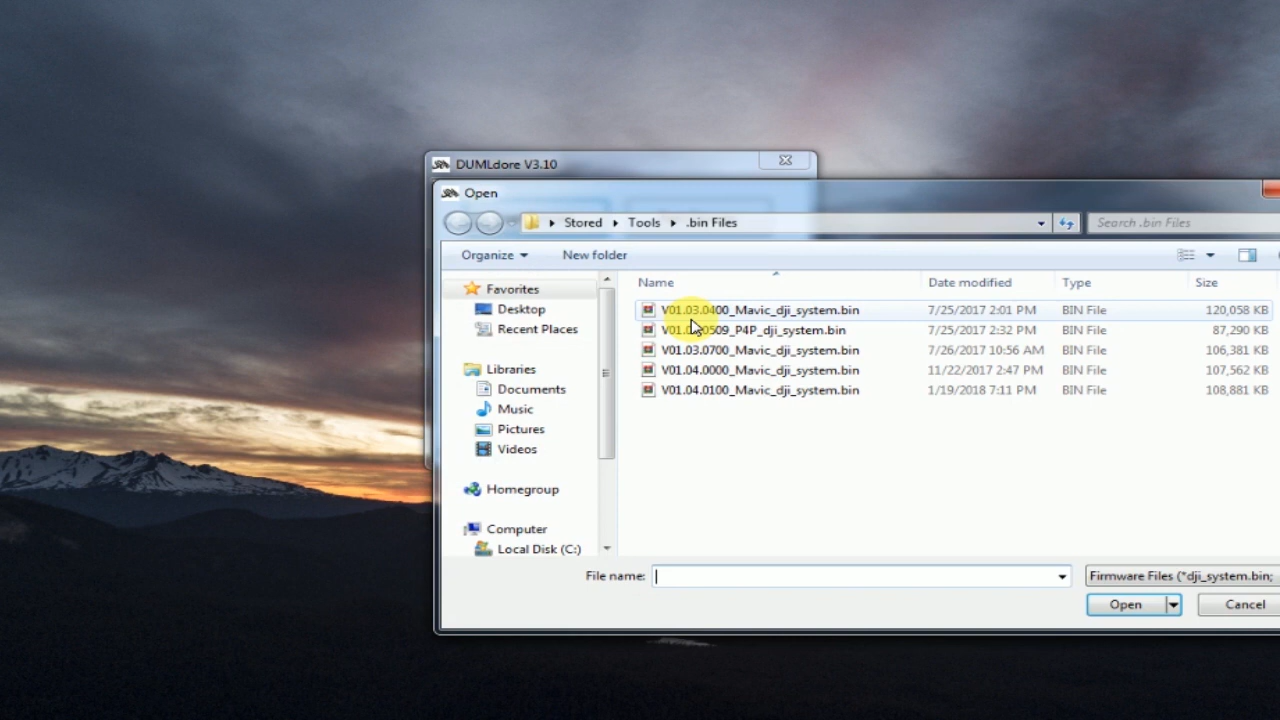 DUMLdore V3.10
Open
Stored Tools .bin Files Search .bin Files
Organize New folder
Name Date modified Type Size
Favorites
Desktop
Recent Places
Libraries
Documents
Music
Pictures
Videos
Homegroup
Computer
Local Disk (C:)
V01.03.0400_Mavic_dji_system.bin 7/25/2017 2:01 PM BIN File 120,058 KB
7/25/2017 2:32 PM BIN File 87,290 KB
V01.03.0700_Mavic_dji_system.bin 7/26/2017 10:56 AM BIN File 106,381 KB
V01.04.0000_Mavic_dji_system.bin 11/22/2017 2:47 PM BIN File 107,562 KB
V01.04.0100_Mavic_dji_system.bin 1/19/2018 7:11 PM BIN File 108,881 KB
File name: Firmware Files (*dji_system.bin;
Open Cancel